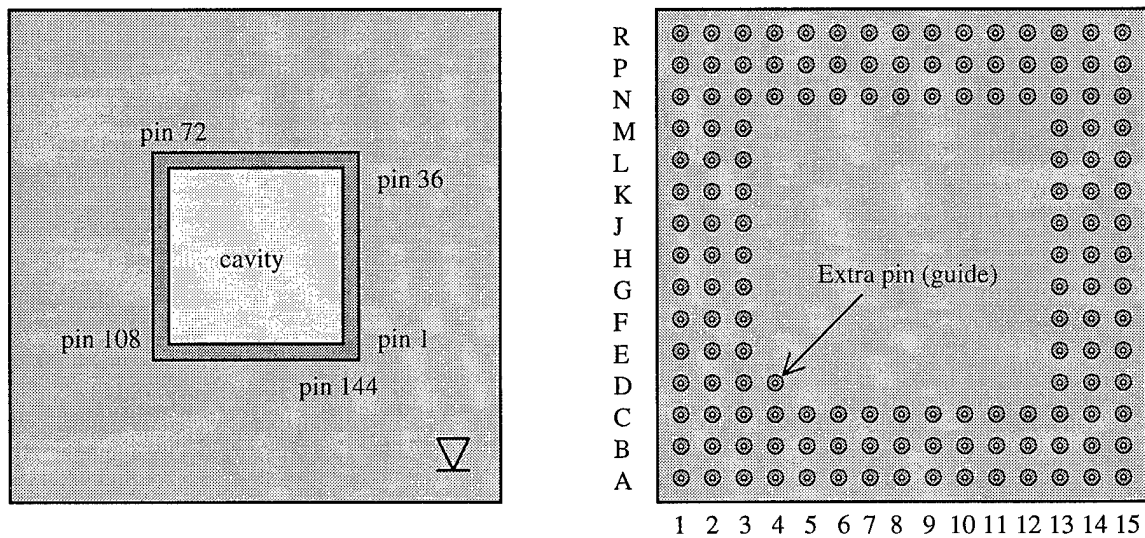 pin 72
pin 36
cavity
pin 108
pin 1
pin 144
R
P
N
M
L
K
J
H
G
F
E
D
C
B
A
Extra pin (guide)
1 2 3 4 5 6 7 8 9 10 11 12 13 14 15